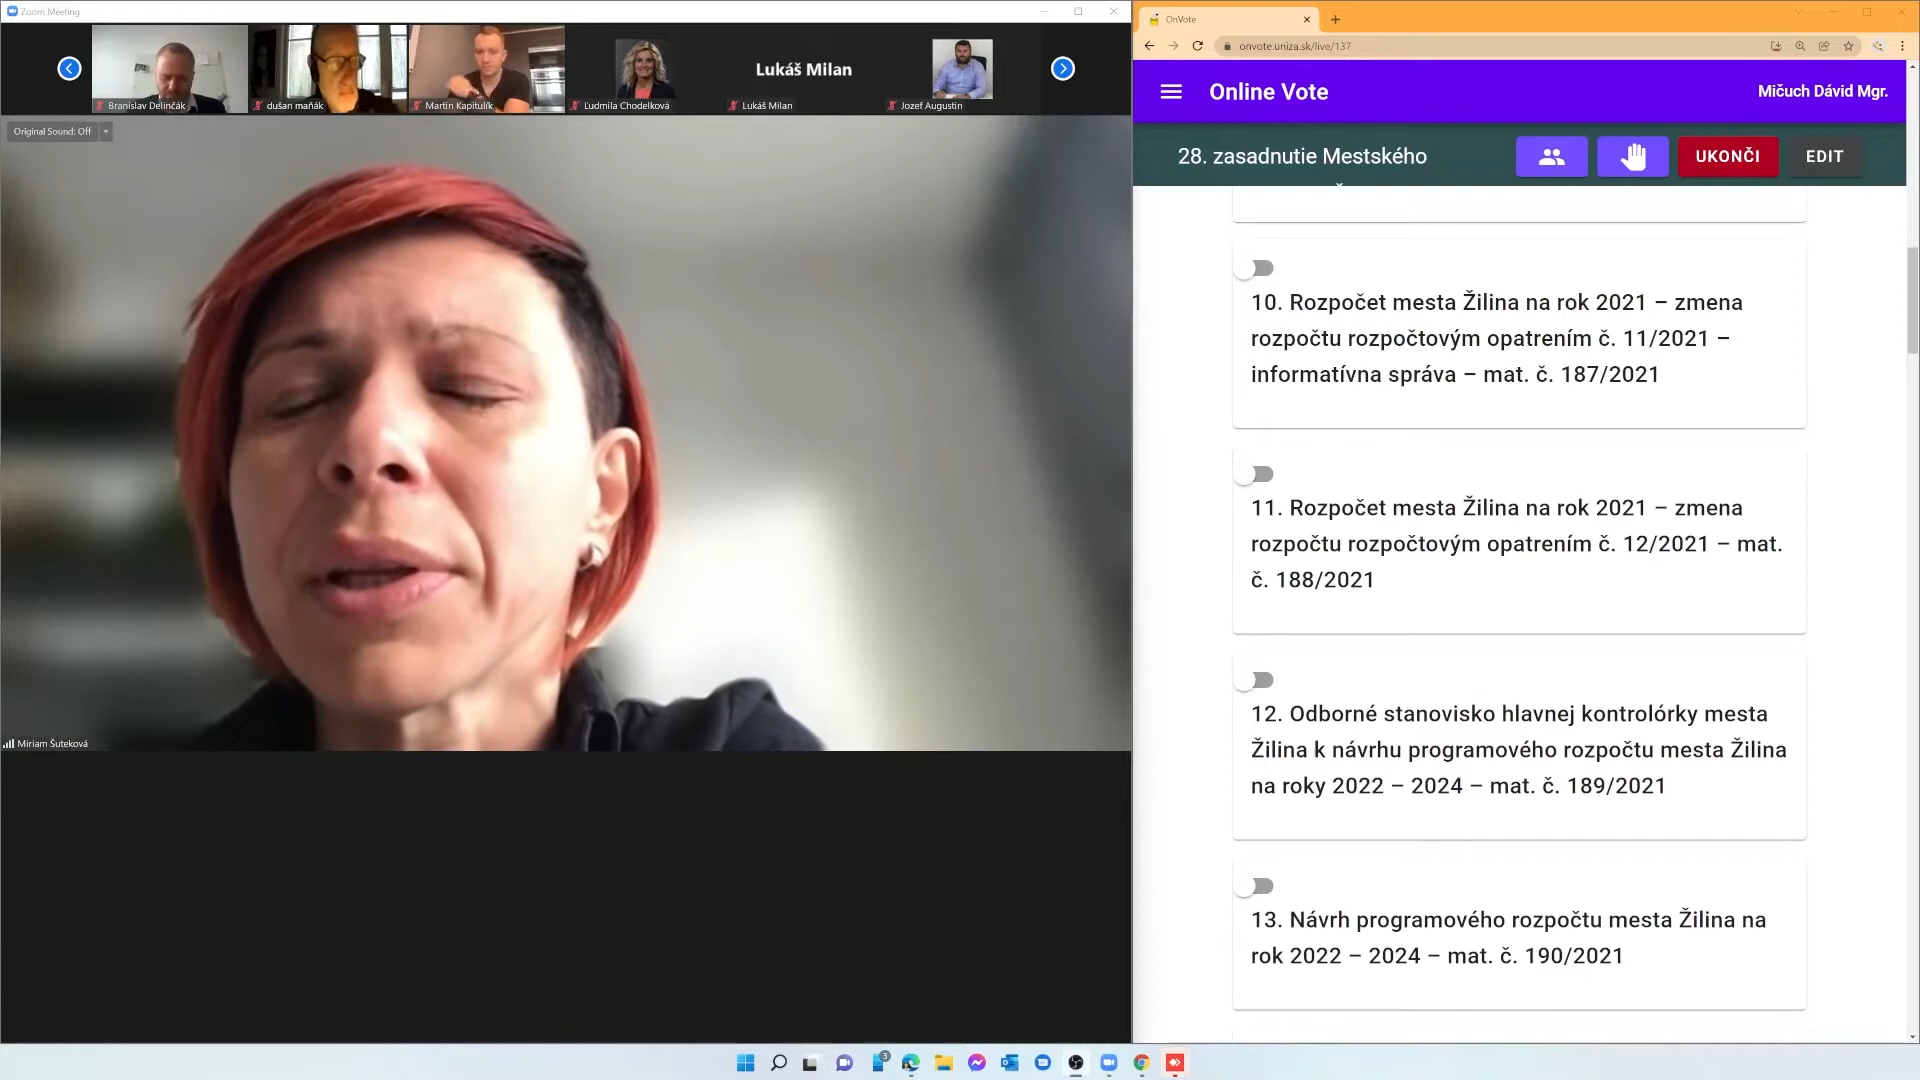 Zoom Meeting
Branislav Delinčák
dušan maňák
Martin Kapitulík
Ľudmila Chodelková
Lukáš Milan
Lukáš Milan
Jozef Augustin
Original Sound: Off
Miriam Šuteková
OnVote
onvote.uniza.sk/live/137
Online Vote
Mičuch Dávid Mgr.
28. zasadnutie Mestského
UKONČI
EDIT
10. Rozpočet mesta Žilina na rok 2021 – zmena
rozpočtu rozpočtovým opatrením č. 11/2021 –
informatívna správa – mat. č. 187/2021
11. Rozpočet mesta Žilina na rok 2021 – zmena
rozpočtu rozpočtovým opatrením č. 12/2021 – mat.
č. 188/2021
12. Odborné stanovisko hlavnej kontrolórky mesta
Žilina k návrhu programového rozpočtu mesta Žilina
na roky 2022 – 2024 – mat. č. 189/2021
13. Návrh programového rozpočtu mesta Žilina na
rok 2022 – 2024 – mat. č. 190/2021
3